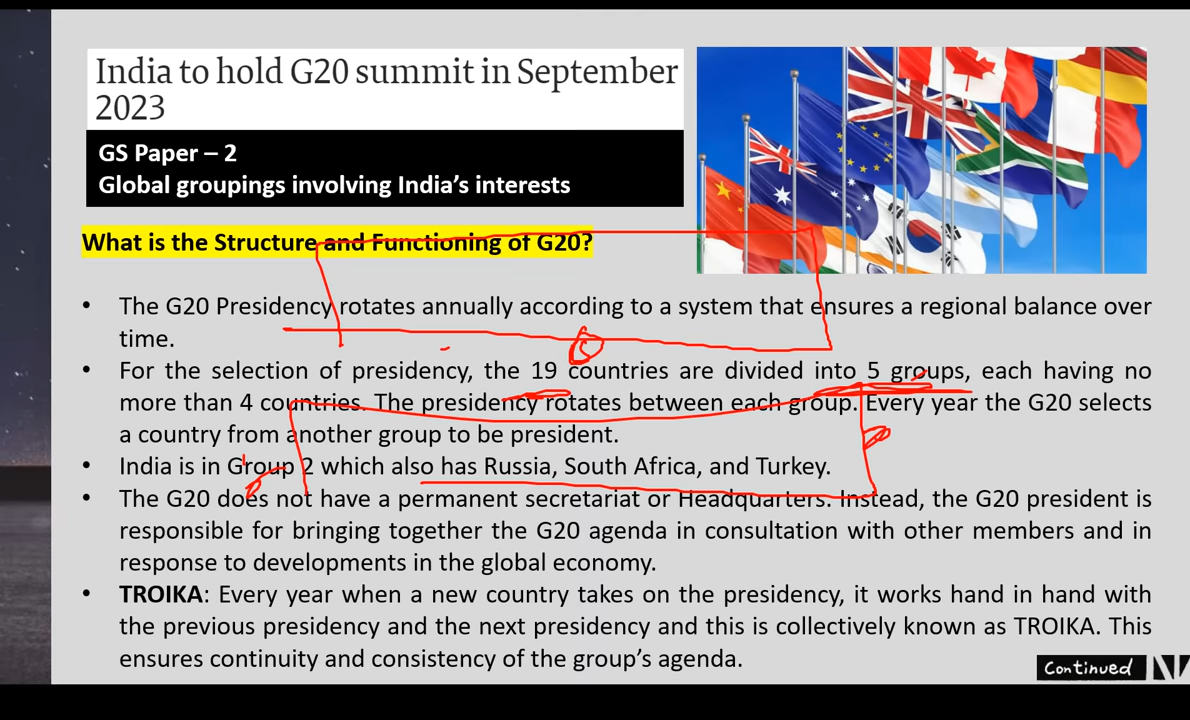 India to hold G20 summit in September
2023
GS Paper – 2
Global groupings involving India's interests
What is the Structure and Functioning of G20?
• The G20 Presidency rotates annually according to a system that ensures a regional balance over
time.
• For the selection of presidency, the 19 countries are divided into 5 groups, each having no
more than 4 countries. The presidency rotates between each group. Every year the G20 selects
a country from another group to be president.
• India is in Group 2 which also has Russia, South Africa, and Turkey.
• The G20 does not have a permanent secretariat or Headquarters. Instead, the G20 president is
responsible for bringing together the G20 agenda in consultation with other members and in
response to developments in the global economy.
• TROIKA: Every year when a new country takes on the presidency, it works hand in hand with
the previous presidency and the next presidency and this is collectively known as TROIKA. This
ensures continuity and consistency of the group's agenda.
Continued